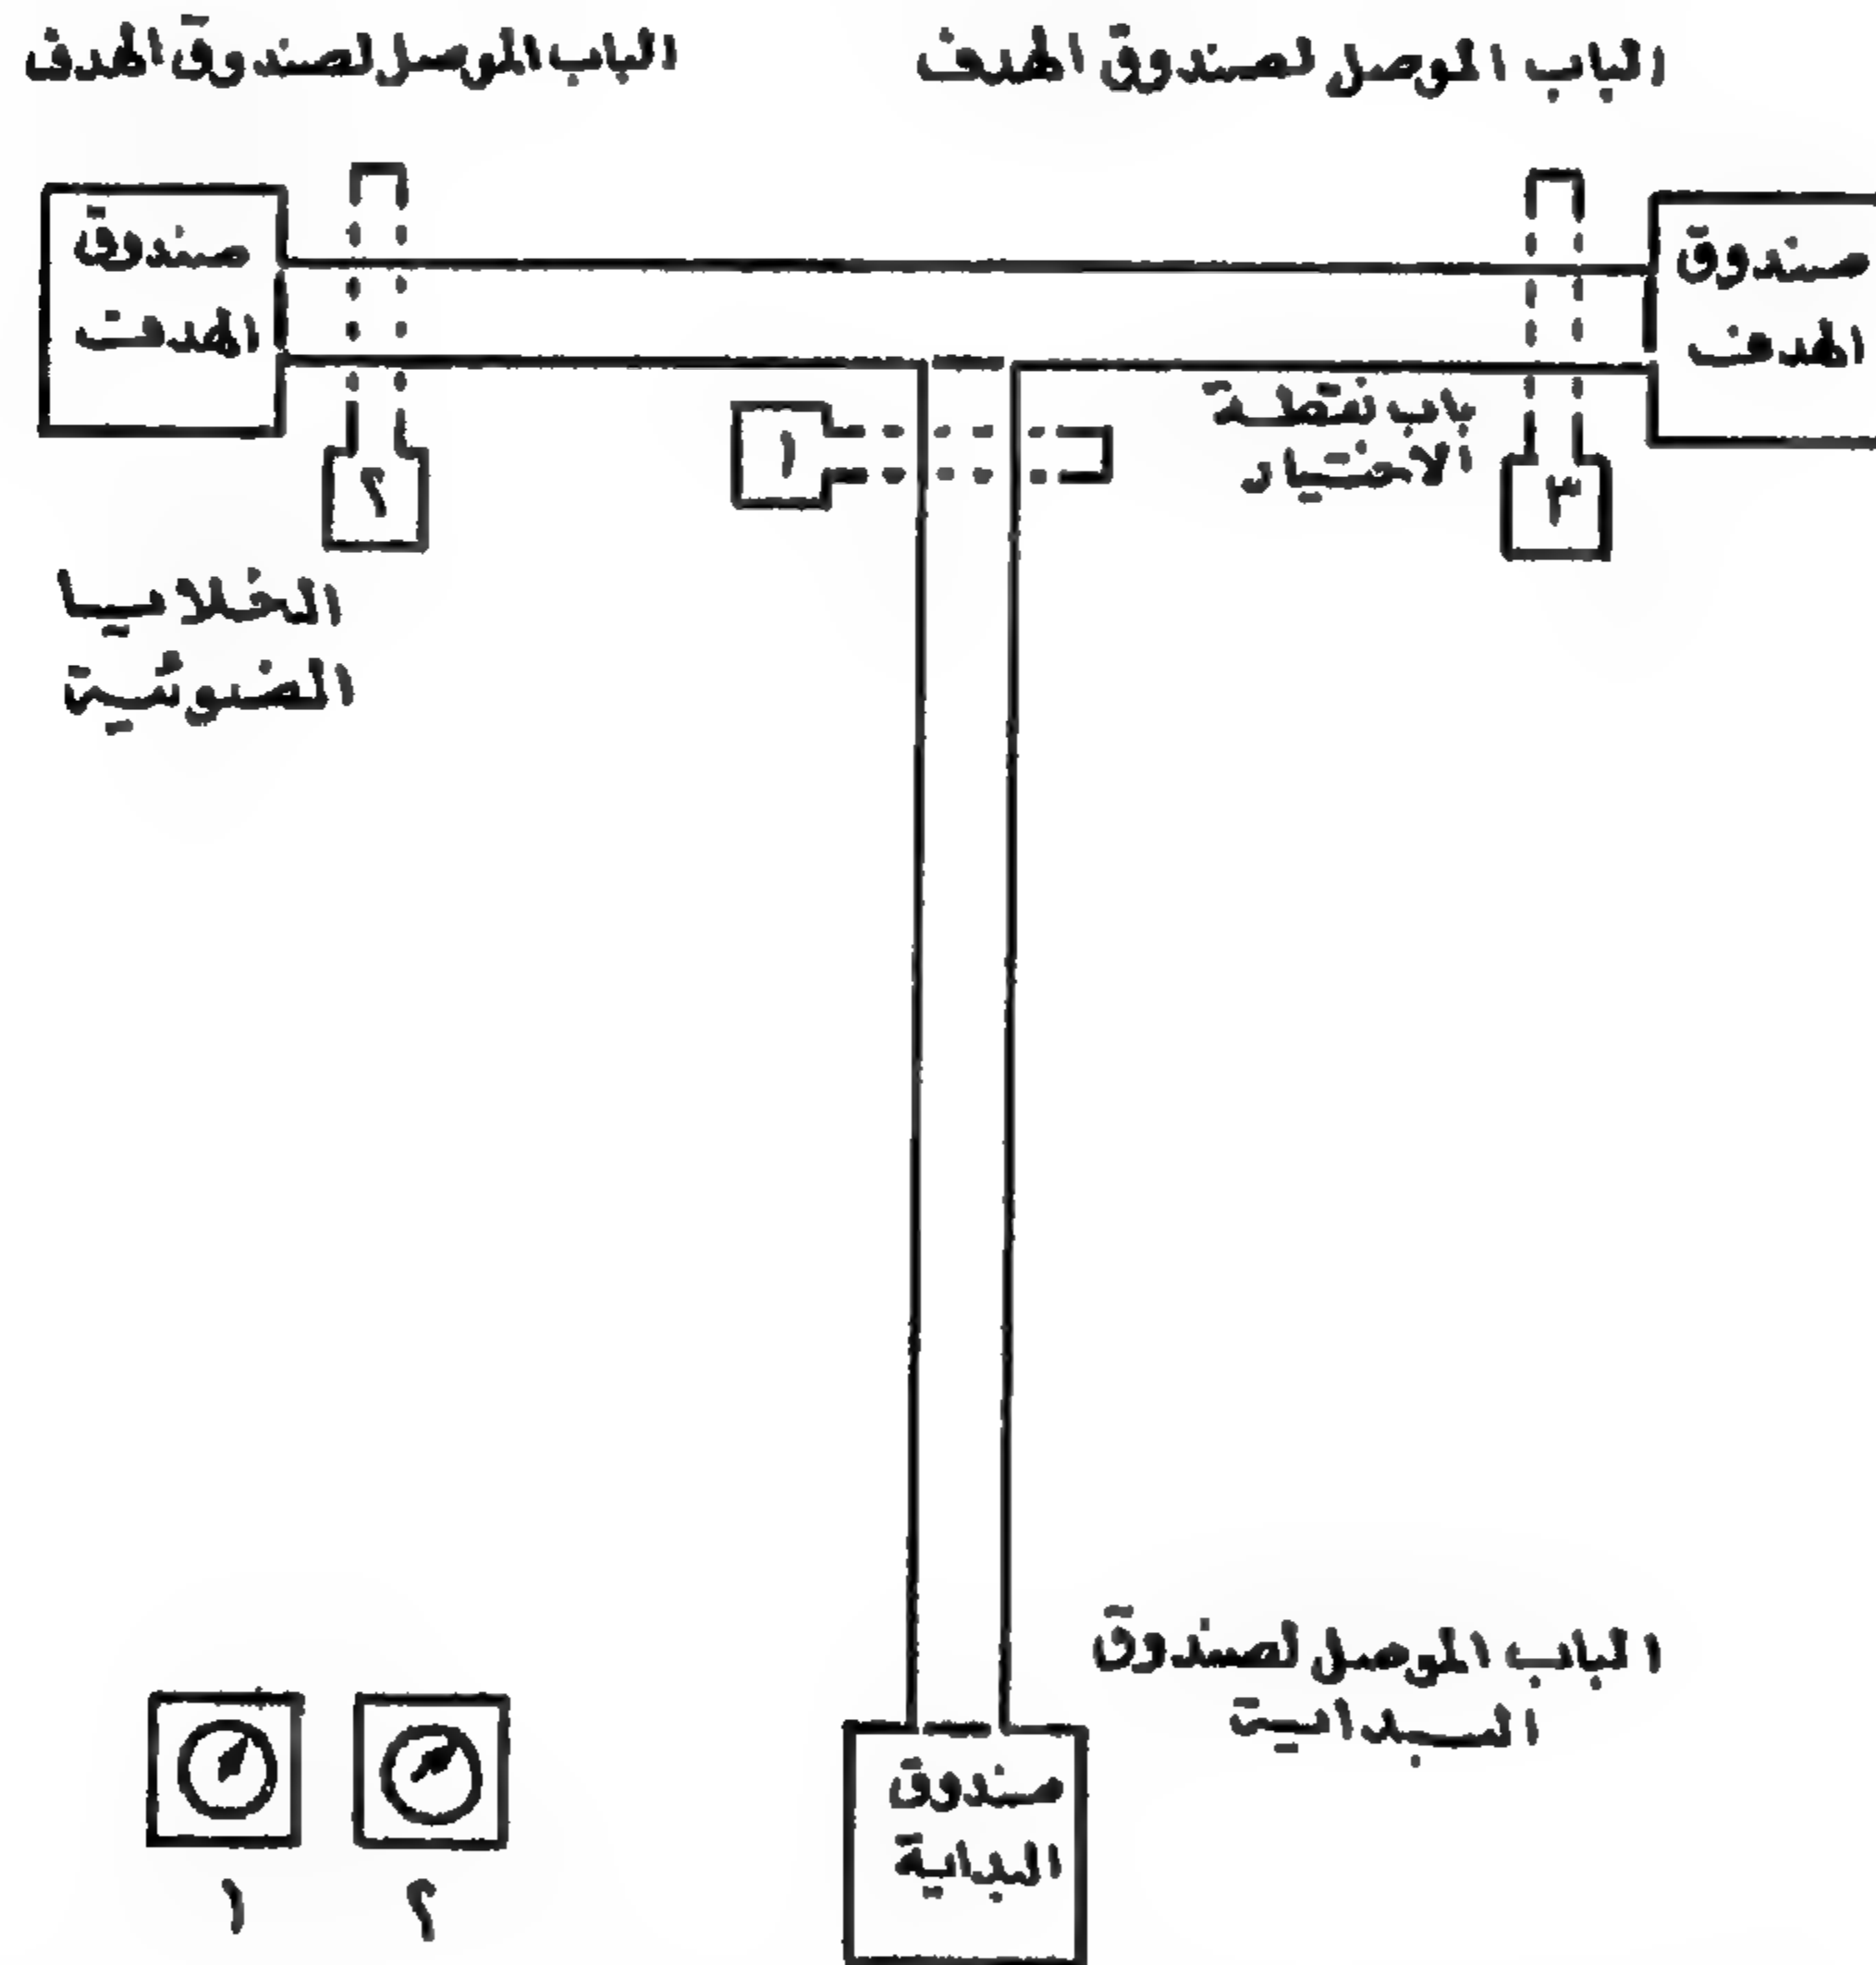 الباب الموصل لصندوق الهدف
الباب الموصل لصندوق الهدف
صندوق
الهدف
صندوق
الهدف
باب نقطة
الاختيار
١
٢
٣
الخلايا
الضوئية
الباب الموصل لصندوق
البداية
صندوق
البداية
١
٢